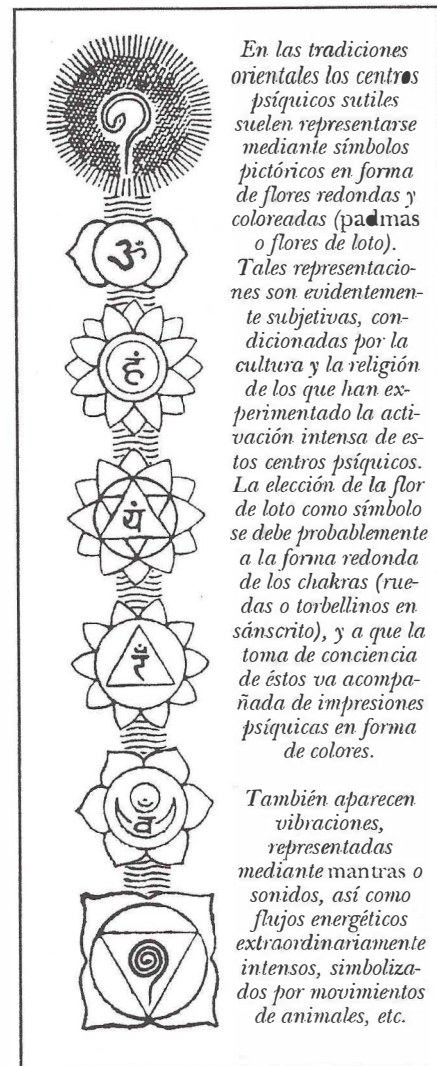 ॐ
हं
यं
रं
वं
En las tradiciones
orientales los centros
psíquicos sutiles
suelen representarse
mediante símbolos
pictóricos en forma
de flores redondas y
coloreadas (padmas
o flores de loto).
Tales representacio-
nes son evidentemen-
te subjetivas, con-
dicionadas por la
cultura y la religión
de los que han ex-
perimentado la acti-
vación intensa de es-
tos centros psíquicos.
La elección de la flor
de loto como símbolo
se debe probablemente
a la forma redonda
de los chakras (rue-
das o torbellinos en
sánscrito), y a que la
toma de conciencia
de éstos va acompa-
ñada de impresiones
psíquicas en forma
de colores.
También aparecen
vibraciones,
representadas
mediante mantras o
sonidos, así como
flujos energéticos
extraordinariamente
intensos, simboliza-
dos por movimientos
de animales, etc.